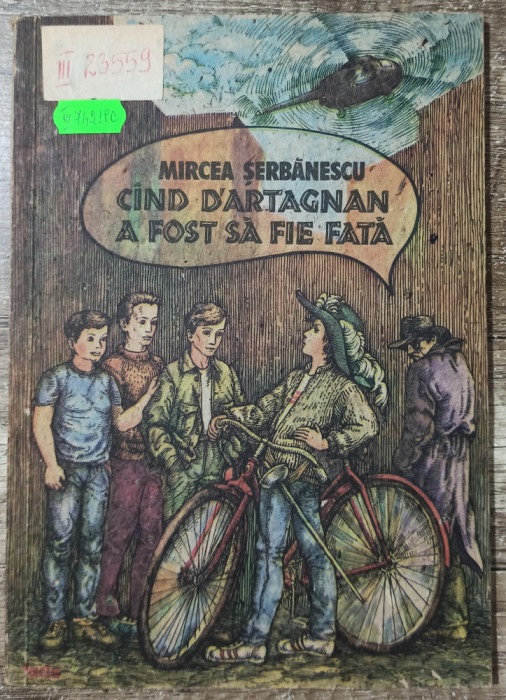 III 23559
MIRCEA ȘERBĂNESCU
CÎND D'ARTAGNAN
A FOST SĂ FIE FATĂ